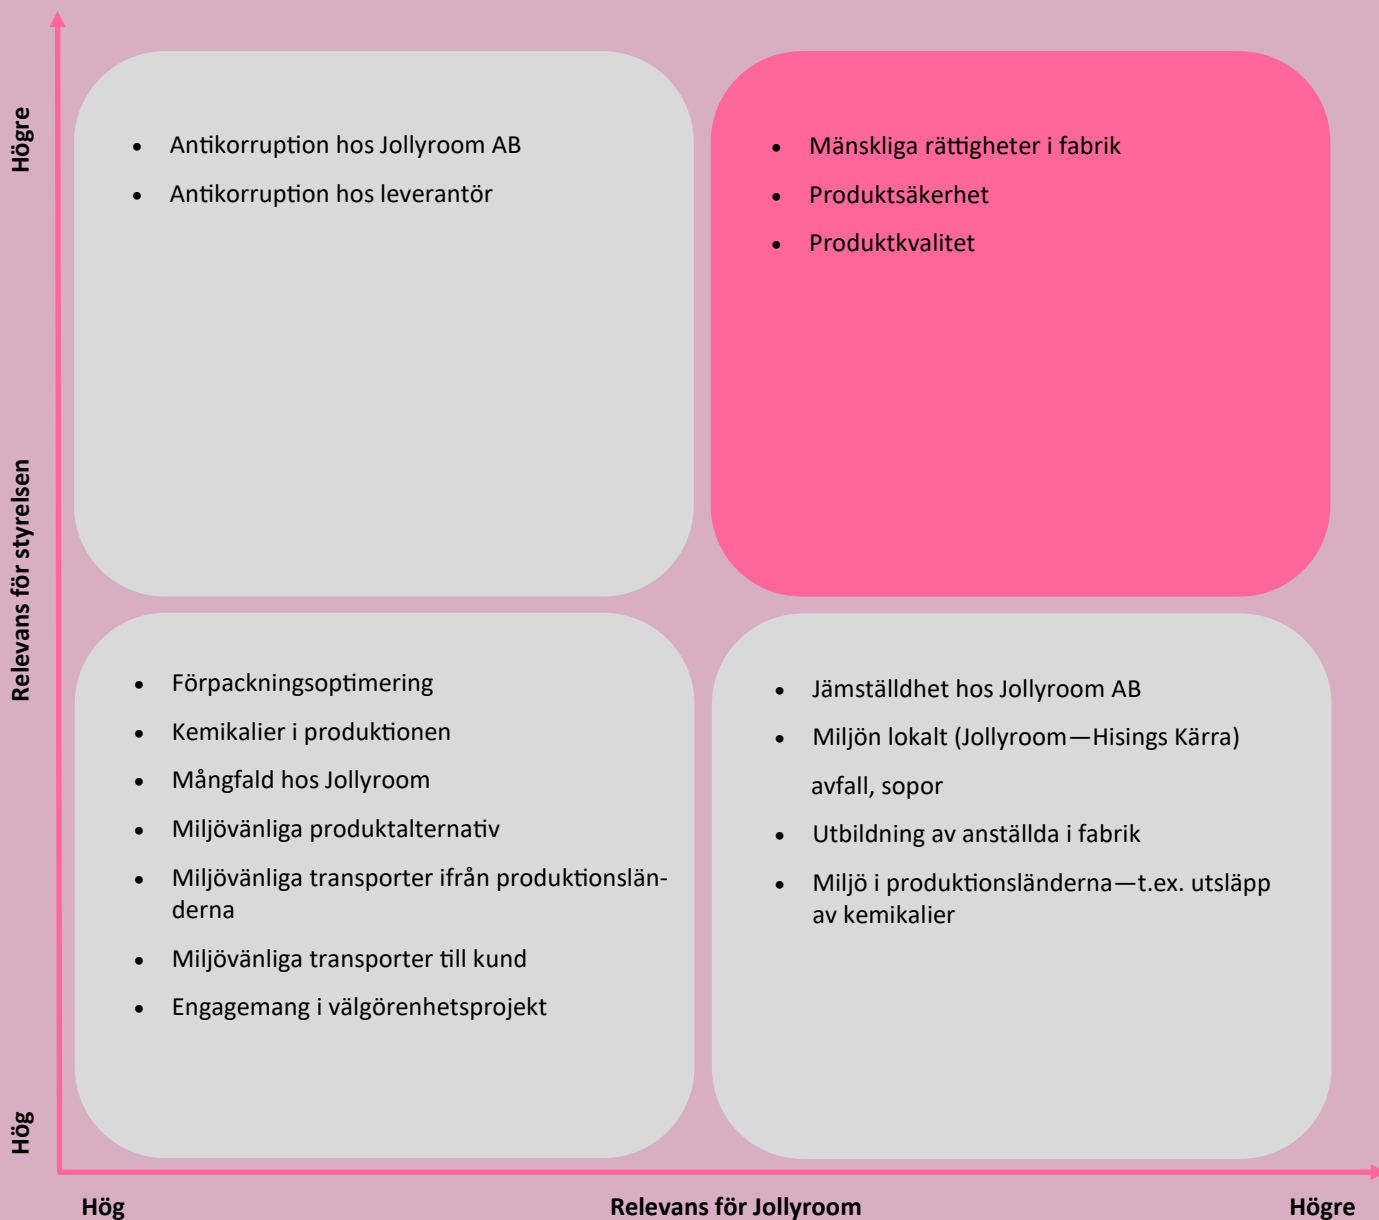 Högre
Relevans för styrelsen
Hög
• Antikorruption hos Jollyroom AB
• Antikorruption hos leverantör
• Mänskliga rättigheter i fabrik
• Produktsäkerhet
• Produktkvalitet
• Förpackningsoptimering
• Kemikalier i produktionen
• Mångfald hos Jollyroom
• Miljövänliga produktalternativ
• Miljövänliga transporter ifrån produktionslän-
derna
• Miljövänliga transporter till kund
• Engagemang i välgörenhetsprojekt
• Jämställdhet hos Jollyroom AB
• Miljön lokalt (Jollyroom—Hisings Kärra)
avfall, sopor
• Utbildning av anställda i fabrik
• Miljö i produktionsländerna—t.ex. utsläpp
av kemikalier
Hög
Relevans för Jollyroom
Högre